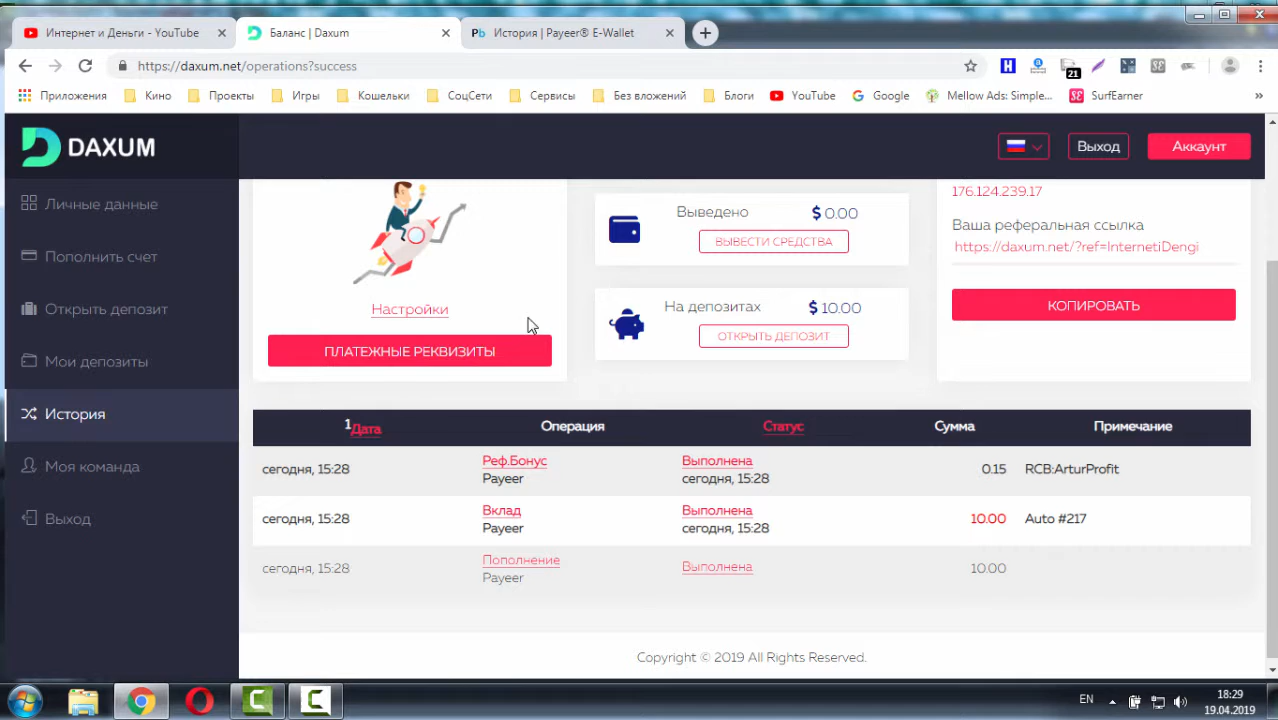 Интернет и Деньги - YouTube
Баланс | Daxum
История | Payeer® E-Wallet
https://daxum.net/operations?success
21
Приложения
Кино
Проекты
Игры
Кошельки
СоцСети
Сервисы
Без вложений
Блоги
YouTube
Google
Mellow Ads: Simple...
SurfEarner
DAXUM
Выход
Аккаунт
Личные данные
Пополнить счет
Открыть депозит
Мои депозиты
История
Моя команда
Выход
Настройки
ПЛАТЕЖНЫЕ РЕКВИЗИТЫ
Выведено $ 0.00
ВЫВЕСТИ СРЕДСТВА
На депозитах $ 10.00
ОТКРЫТЬ ДЕПОЗИТ
176.124.239.17
Ваша реферальная ссылка
https://daxum.net/?ref=InternetiDengi
КОПИРОВАТЬ
1Дата Операция Статус Сумма Примечание
сегодня, 15:28 Реф.Бонус Выполнена 0.15 RCB:ArturProfit
Payeer сегодня, 15:28
сегодня, 15:28 Вклад Выполнена 10.00 Auto #217
Payeer сегодня, 15:28
сегодня, 15:28 Пополнение Выполнена 10.00
Payeer
Copyright © 2019 All Rights Reserved.
EN
18:29
19.04.2019